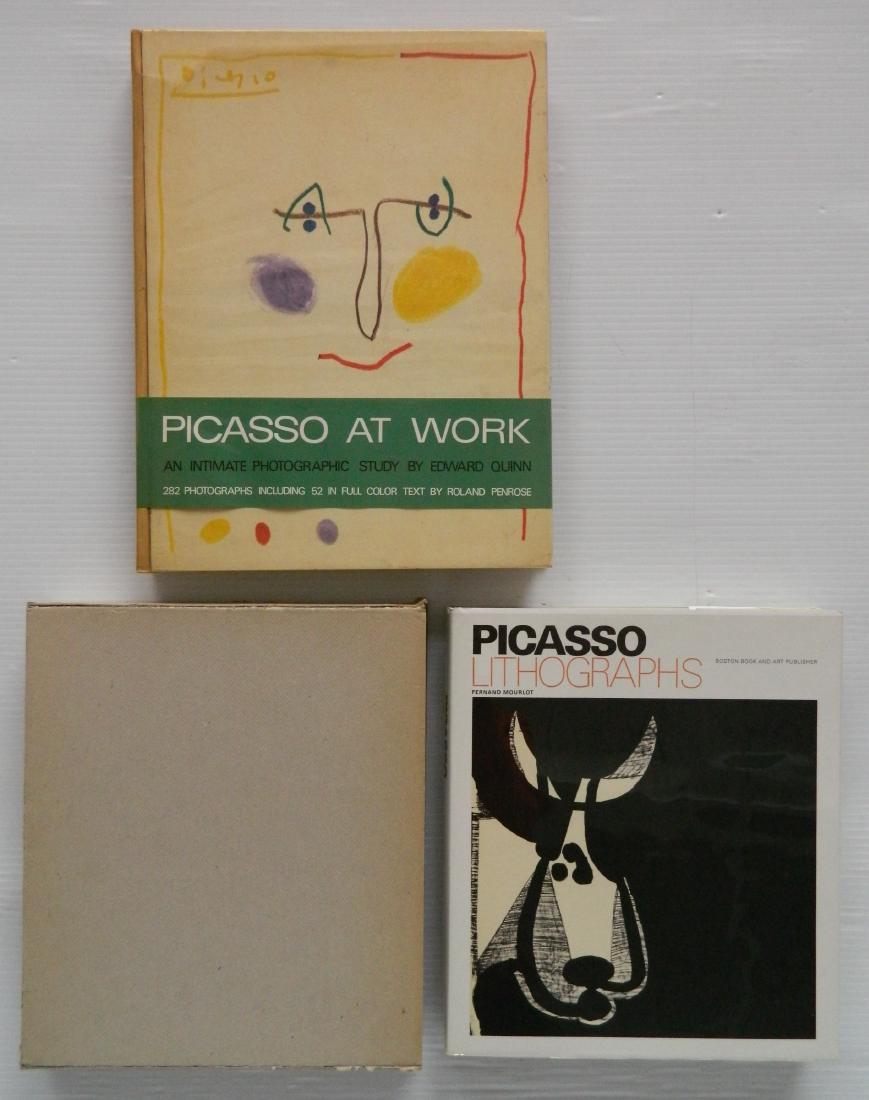 Picasso
PICASSO AT WORK
AN INTIMATE PHOTOGRAPHIC STUDY BY EDWARD QUINN
282 PHOTOGRAPHS INCLUDING 52 IN FULL COLOR TEXT BY ROLAND PENROSE
PICASSO
LITHOGRAPHS
BOSTON BOOK AND ART PUBLISHER
FERNAND MOURLOT